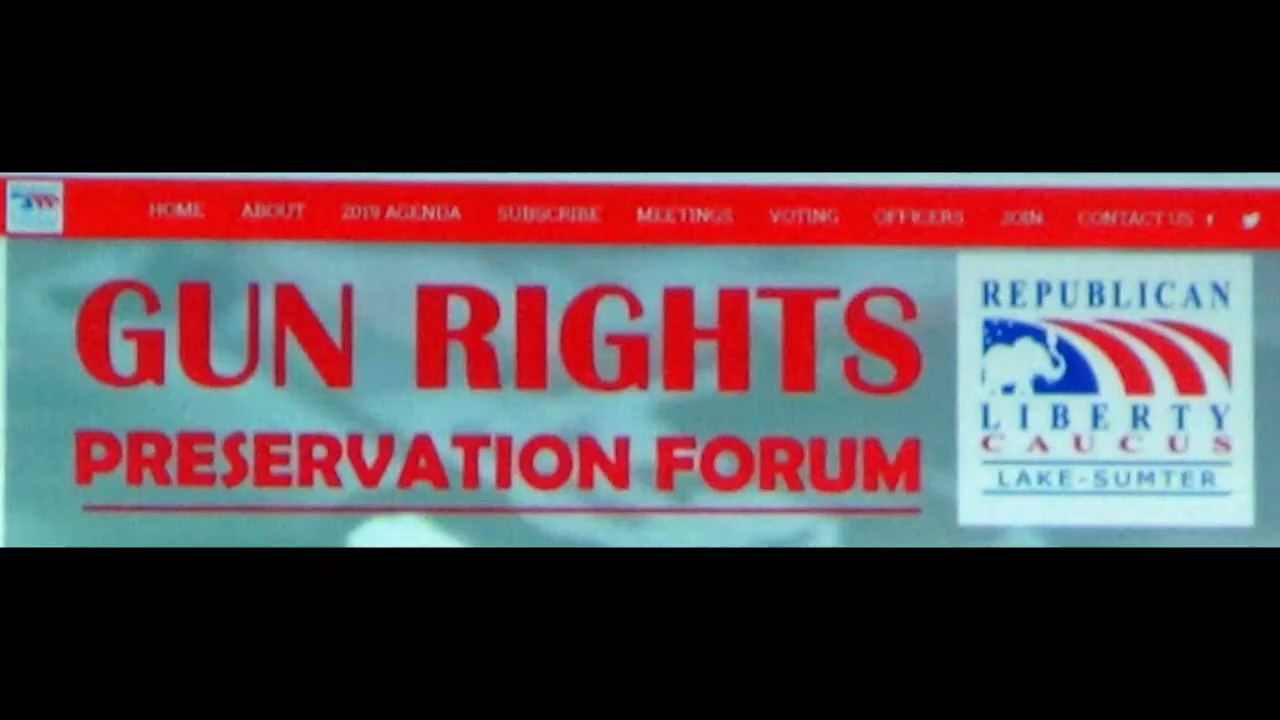 HOME ABOUT 2019 AGENDA SUBSCRIBE MEETINGS VOTING OFFICERS JOIN CONTACT US f
GUN RIGHTS
PRESERVATION FORUM
REPUBLICAN
LIBERTY
CAUCUS
LAKE-SUMTER